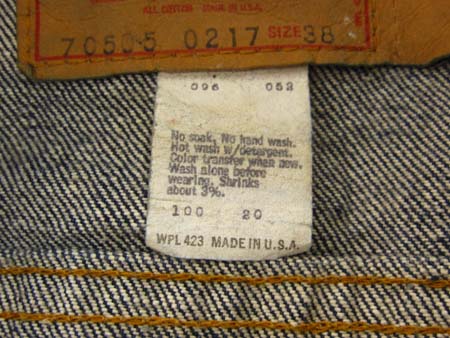 ALL COTTON MADE IN U.S.A.
70505 0217 SIZE 38
096 052
No soak, No hand wash.
Hot wash w/detergent.
Color transfer when new.
Wash along before
wearing. Shrinks
about 3%.
100 20
WPL 423 MADE IN U.S.A.